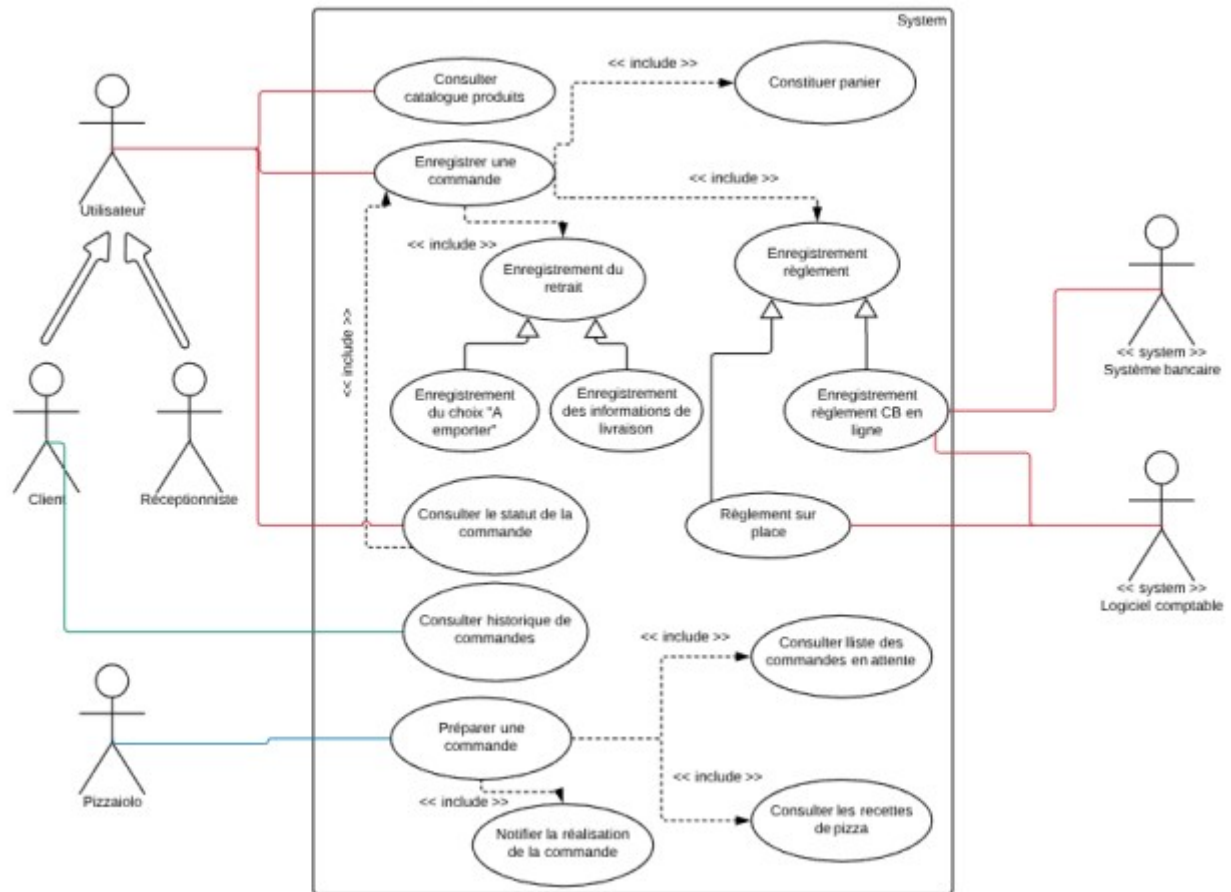 System
<< include >>
Consulter
catalogue produits
Constituer panier
Enregistrer une
commande
<< include >>
Utilisateur
<< include >>
Enregistrement du
retrait
Enregistrement
règlement
<< include >>
<< system >>
Système bancaire
Enregistrement
du choix "A
emporter"
Enregistrement
des informations de
livraison
Enregistrement
règlement CB en
ligne
Client
Réceptionniste
Consulter le statut de la
commande
Règlement sur
place
<< system >>
Logiciel comptable
Consulter historique de
commandes
<< include >>
Consulter lliste des
commandes en attente
Préparer une
commande
<< include >>
Pizzaiolo
<< include >>
Consulter les recettes
de pizza
Notifier la réalisation
de la commande